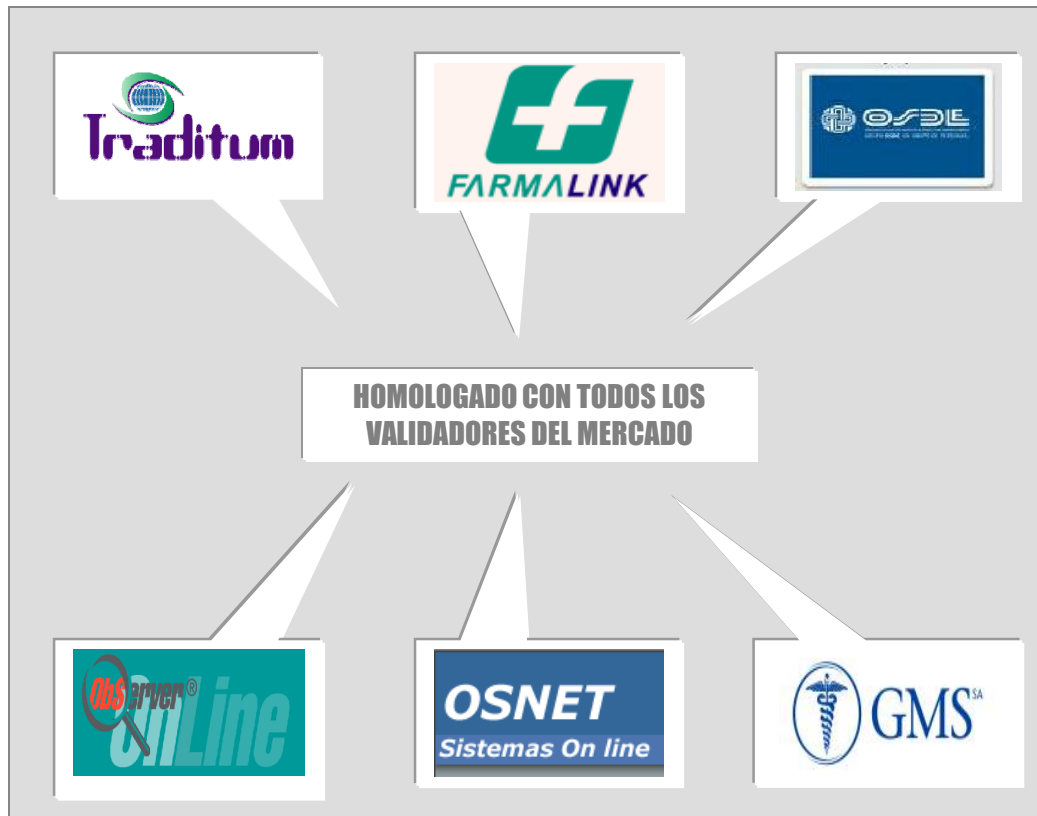 Traditum
FARMALINK
OSDE
HOMOLOGADO CON TODOS LOS
VALIDADORES DEL MERCADO
ObServer®
OnLine
OSNET
Sistemas On line
GMS SA